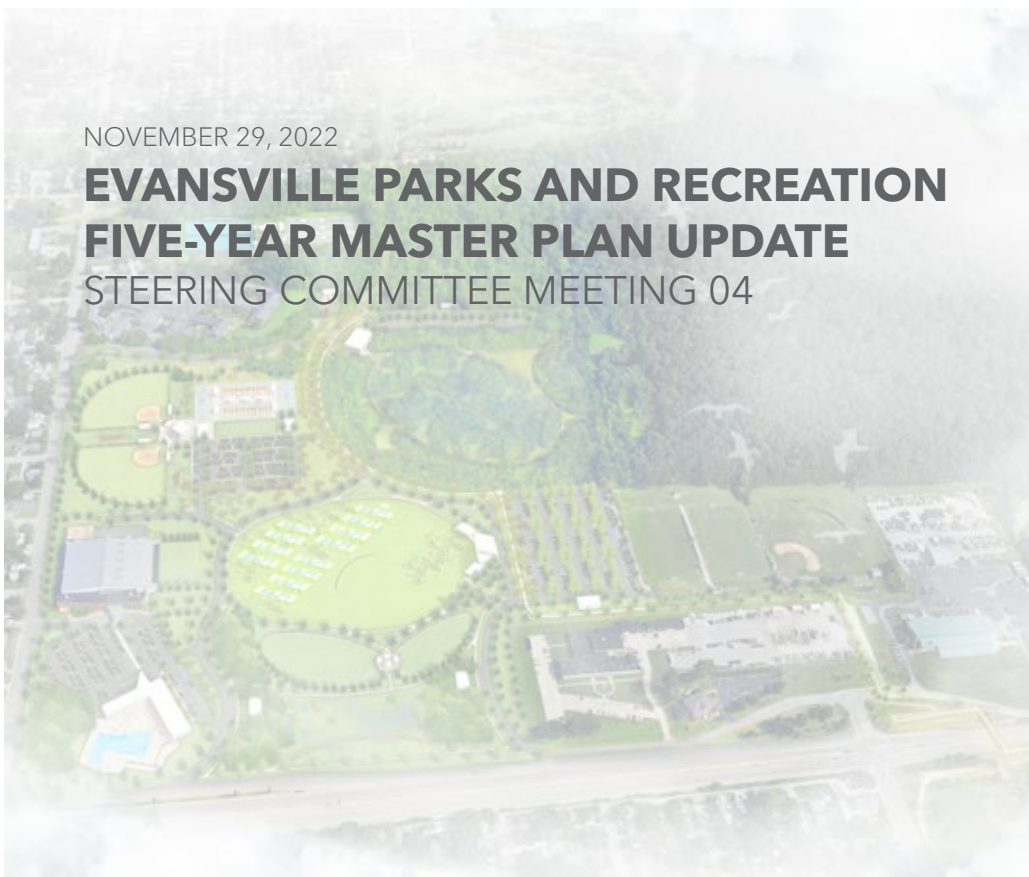 NOVEMBER 29, 2022
EVANSVILLE PARKS AND RECREATION
FIVE-YEAR MASTER PLAN UPDATE
STEERING COMMITTEE MEETING 04